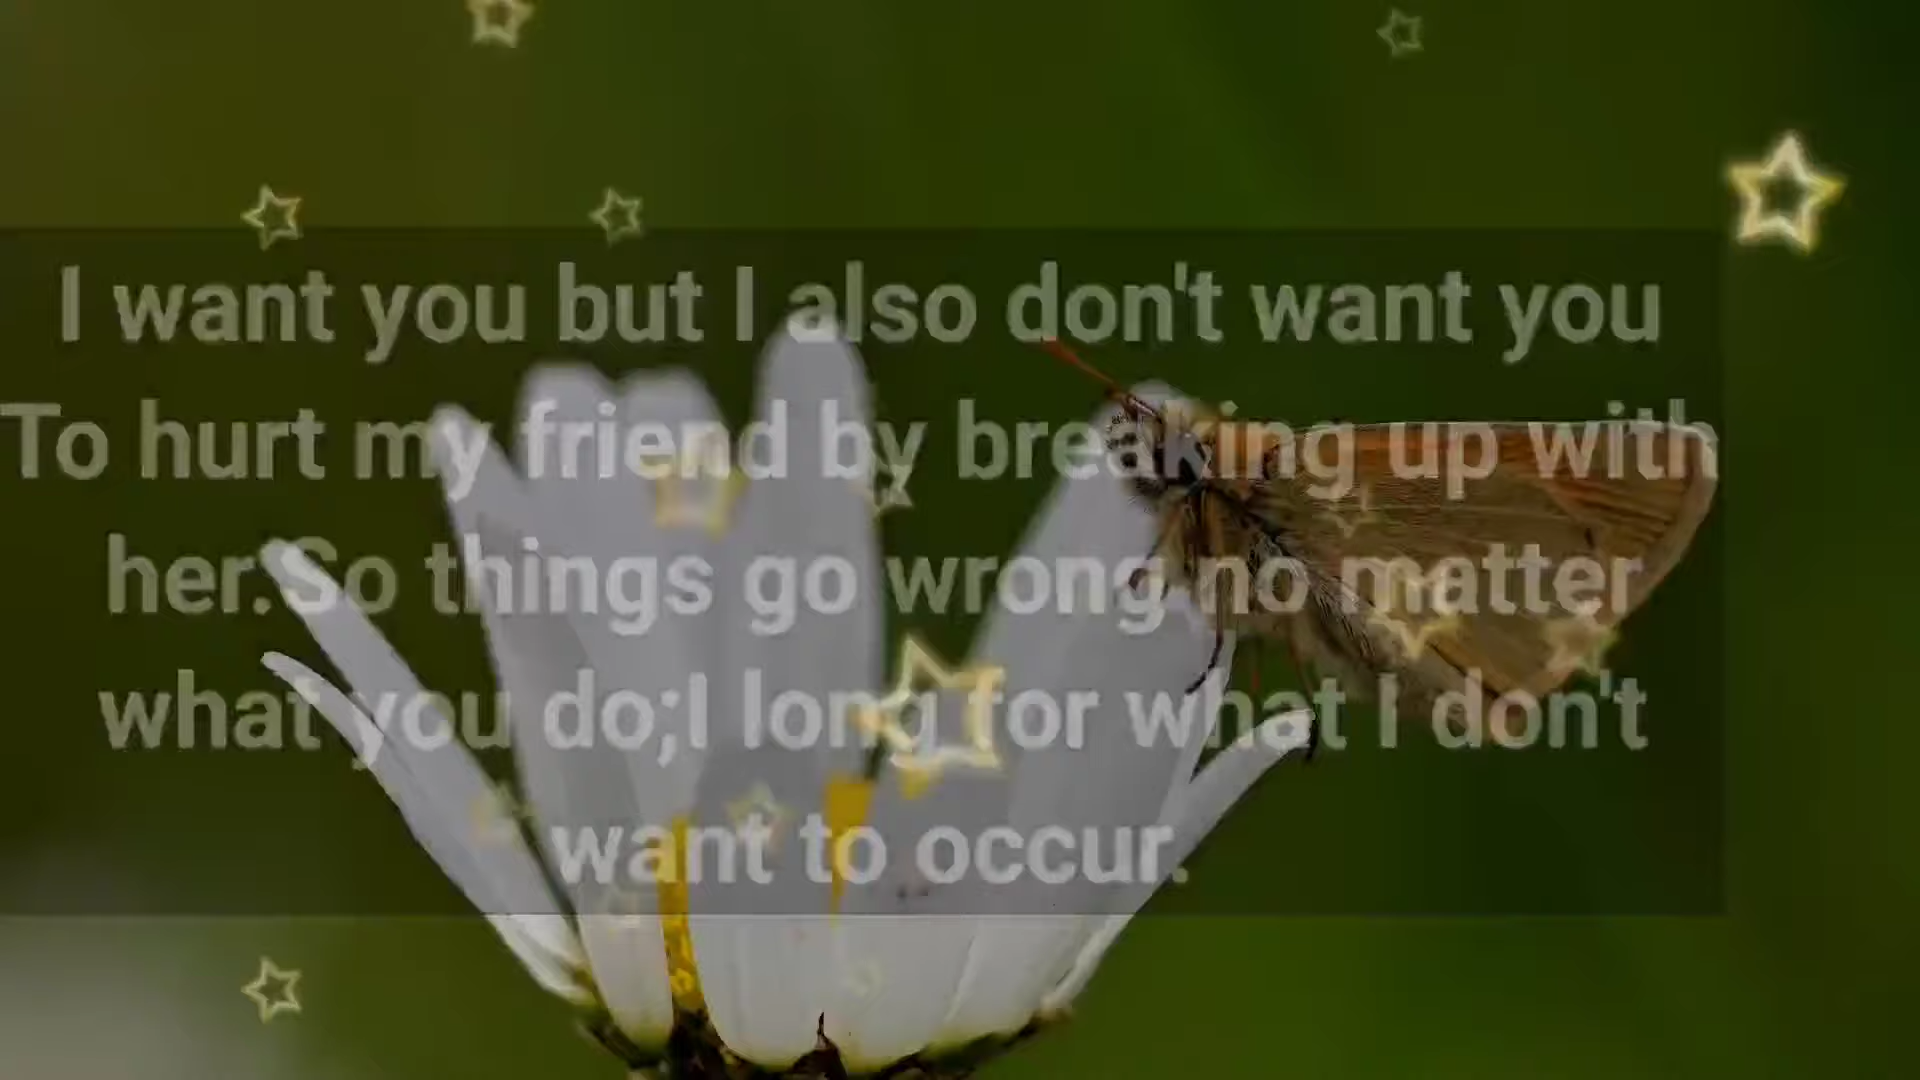 I want you but I also don't want you
To hurt my friend by breaking up with
her.So things go wrong no matter
what you do;I long for what I don't
want to occur.